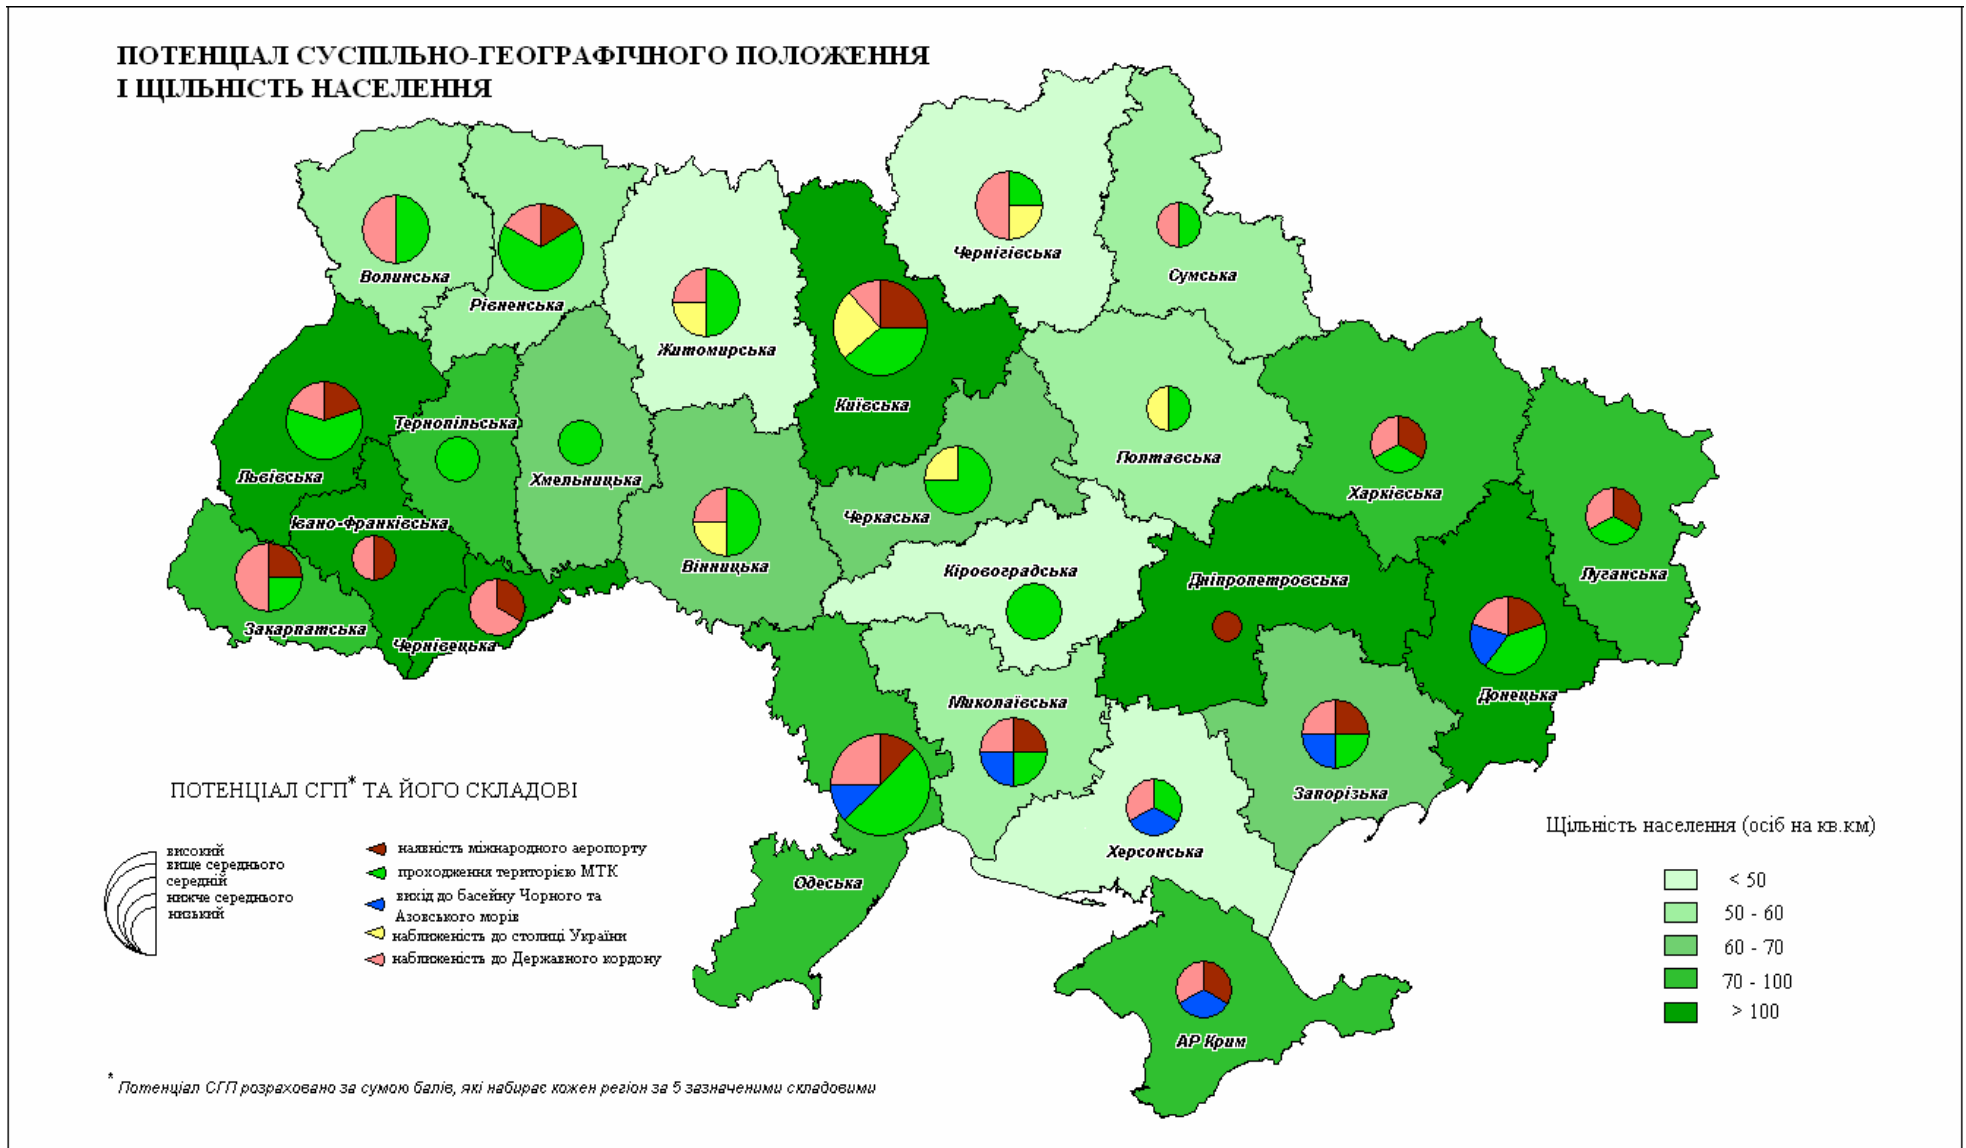 ПОТЕНЦІАЛ СУСПІЛЬНО-ГЕОГРАФІЧНОГО ПОЛОЖЕННЯ
І ЩІЛЬНІСТЬ НАСЕЛЕННЯ
Волинська
Рівненська
Житомирська
Чернігівська
Сумська
Київська
Львівська
Тернопільська
Хмельницька
Івано-Франківська
Закарпатська
Чернівецька
Вінницька
Черкаська
Полтавська
Харківська
Луганська
Кіровоградська
Дніпропетровська
Донецька
Миколаївська
Запорізька
Херсонська
Одеська
АР Крим
ПОТЕНЦІАЛ СГП* ТА ЙОГО СКЛАДОВІ
високий
вище середнього
середній
нижче середнього
низький
наявність міжнародного аеропорту
проходження територією МТК
вихід до басейну Чорного та
Азовського морів
наближеність до столиці України
наближеність до Державного кордону
Щільність населення (осіб на кв.км)
< 50
50 - 60
60 - 70
70 - 100
> 100
* Потенціал СГП розраховано за сумою балів, які набирає кожен регіон за 5 зазначеними складовими